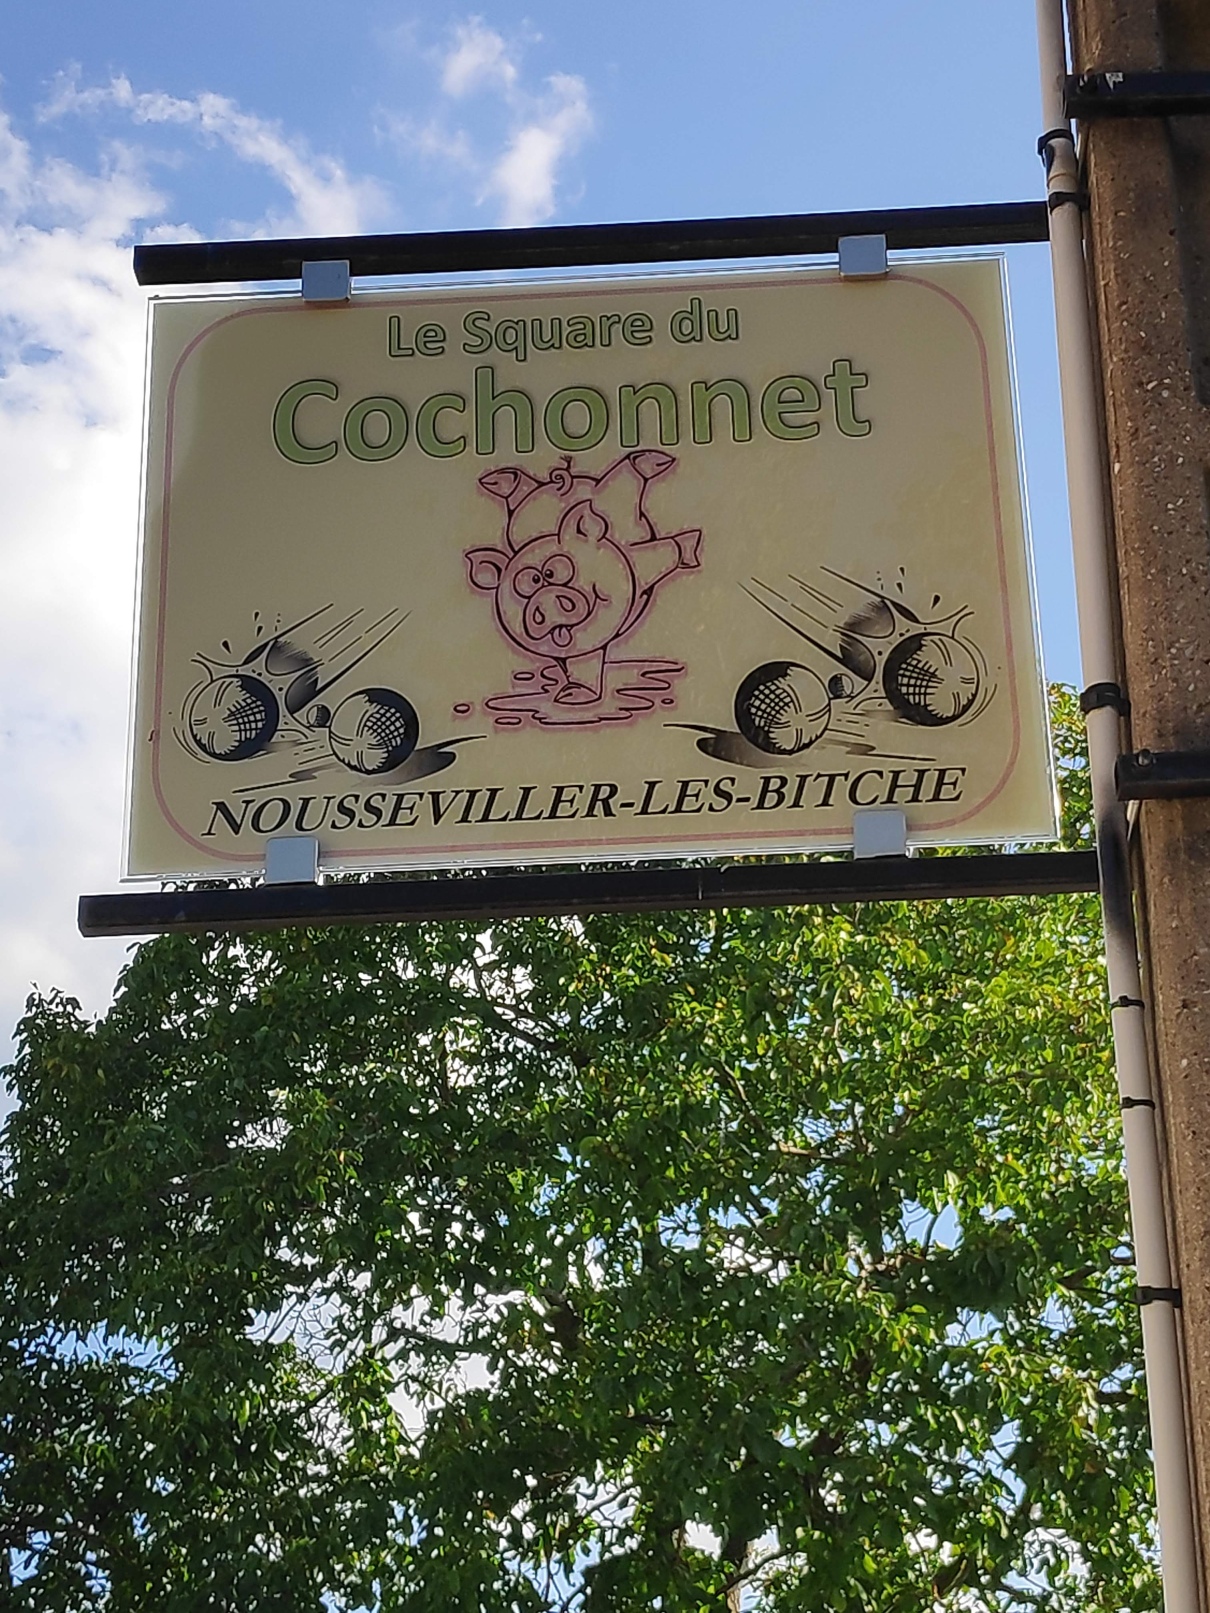 Le Square du
Cochonnet
NOUSSEVILLER-LES-BITCHE